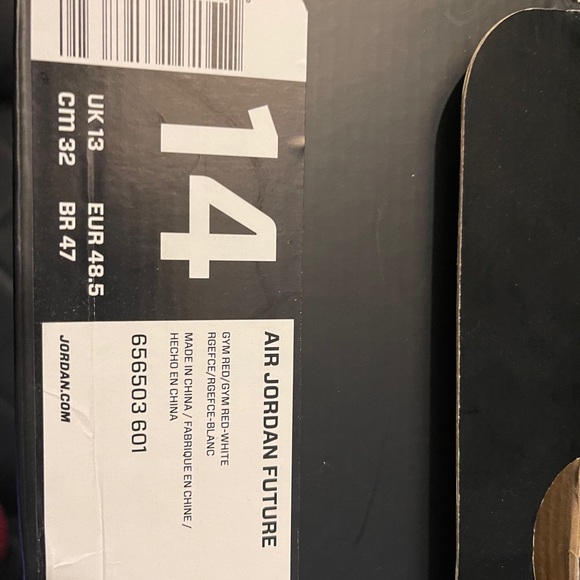 AIR JORDAN FUTURE
GYM RED/GYM RED-WHITE
RGEFCE/RGEFCE-BLANC
MADE IN CHINA / FABRIQUE EN CHINE /
HECHO EN CHINA
656503 601
JORDAN.COM
14
UK 13 EUR 48.5
cm 32 BR 47